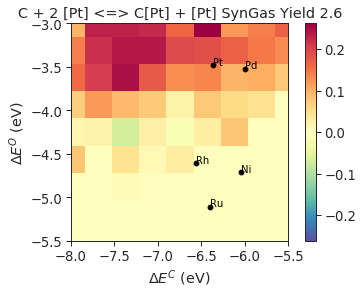 C + 2 [Pt] <=> C[Pt] + [Pt] SynGas Yield 2.6
−3.0
−3.5
−4.0
−4.5
−5.0
−5.5
ΔE^O (eV)
Pt
Pd
Rh
Ni
Ru
−8.0 −7.5 −7.0 −6.5 −6.0 −5.5
ΔE^C (eV)
0.2
0.1
0.0
−0.1
−0.2